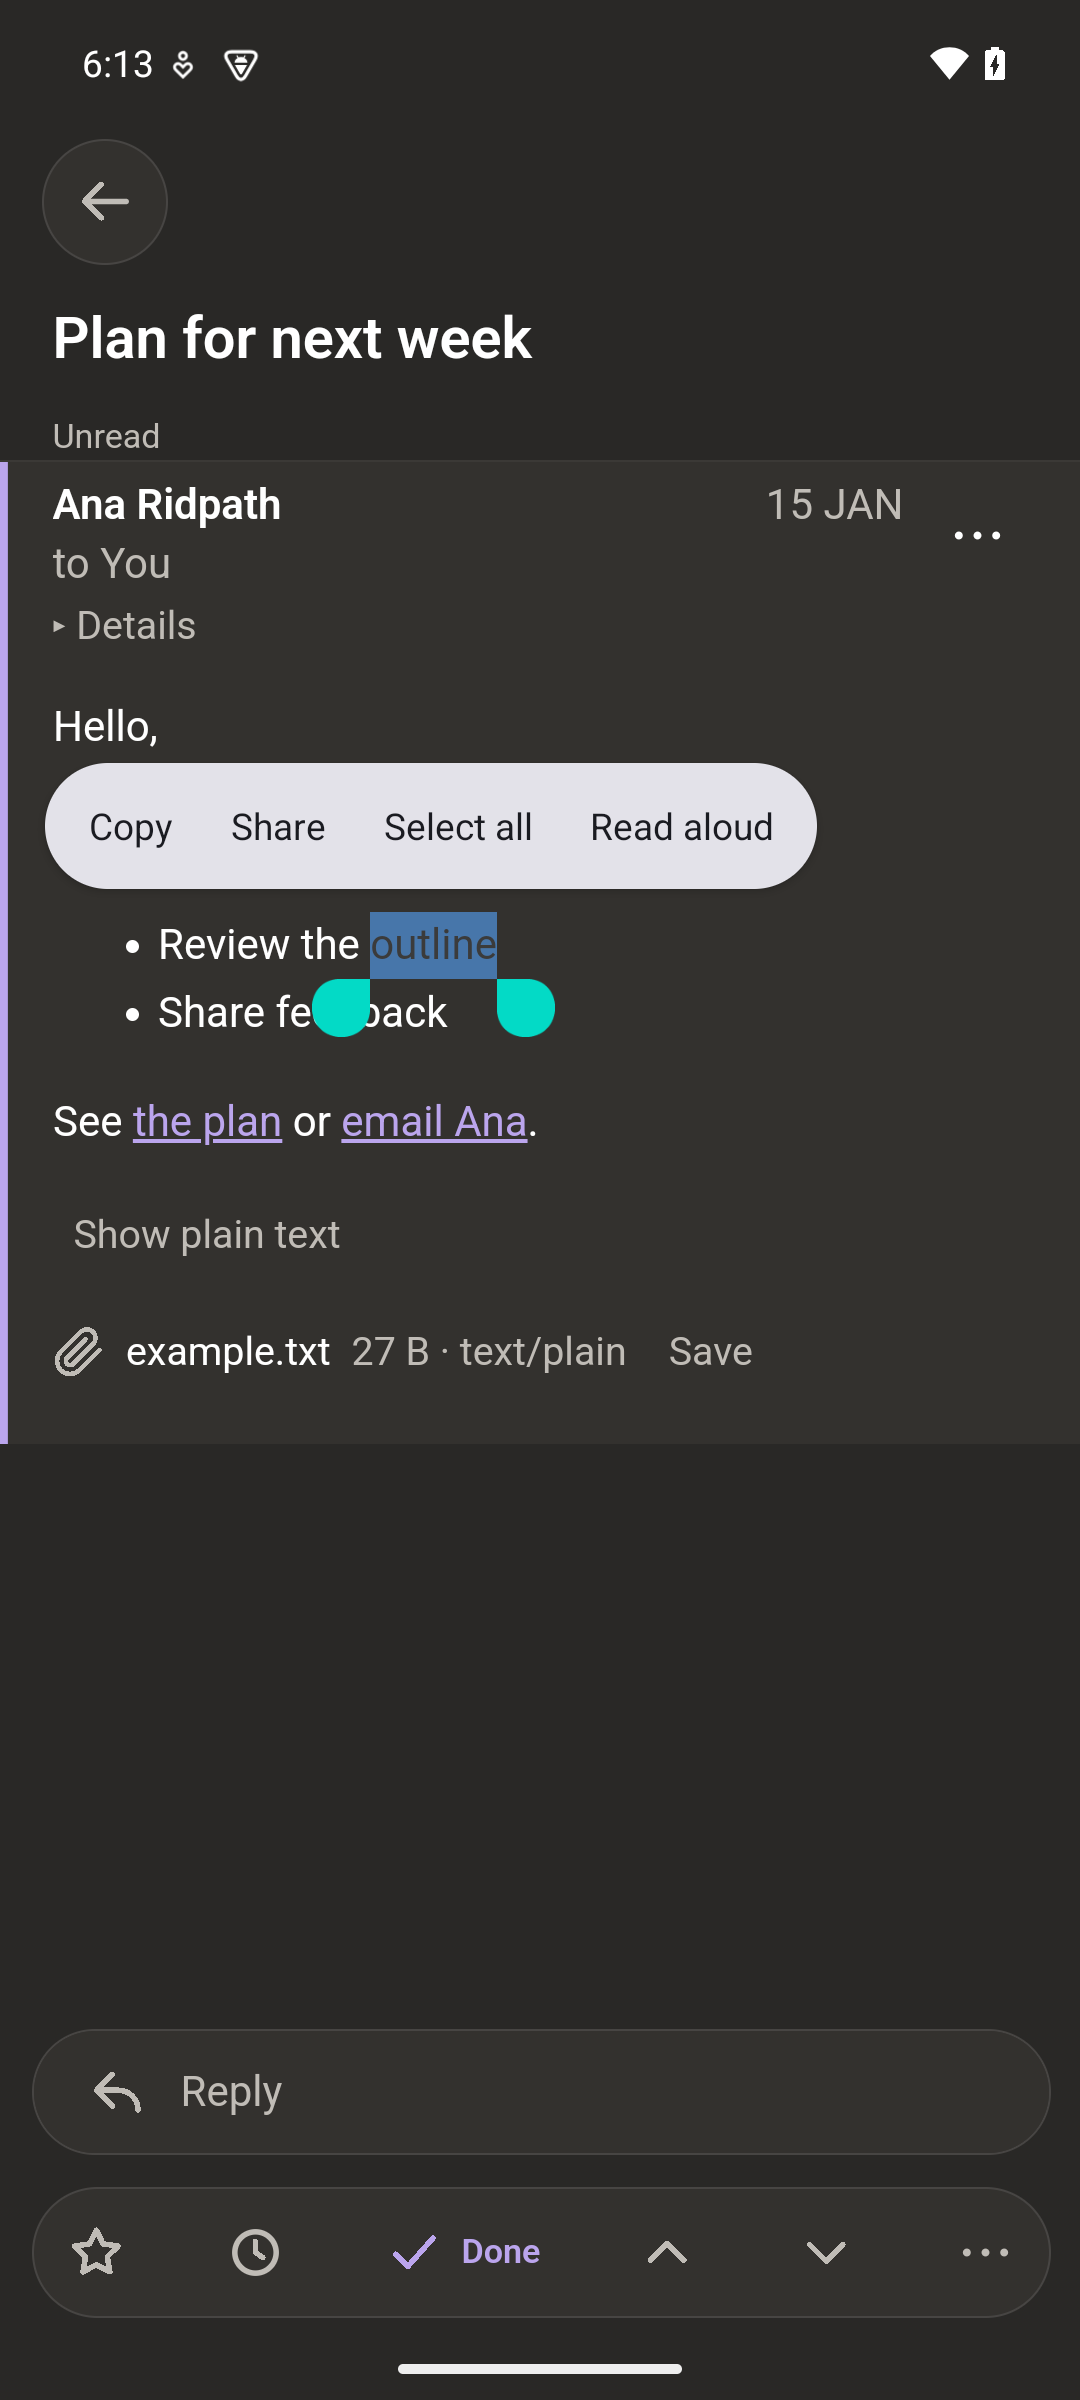 6:13
Plan for next week
Unread
Ana Ridpath 15 JAN
to You
Details
Hello,
Copy Share Select all Read aloud
Review the outline
Share
See the plan or email Ana.
Show plain text
example.txt 27 B · text/plain Save
Reply
Done